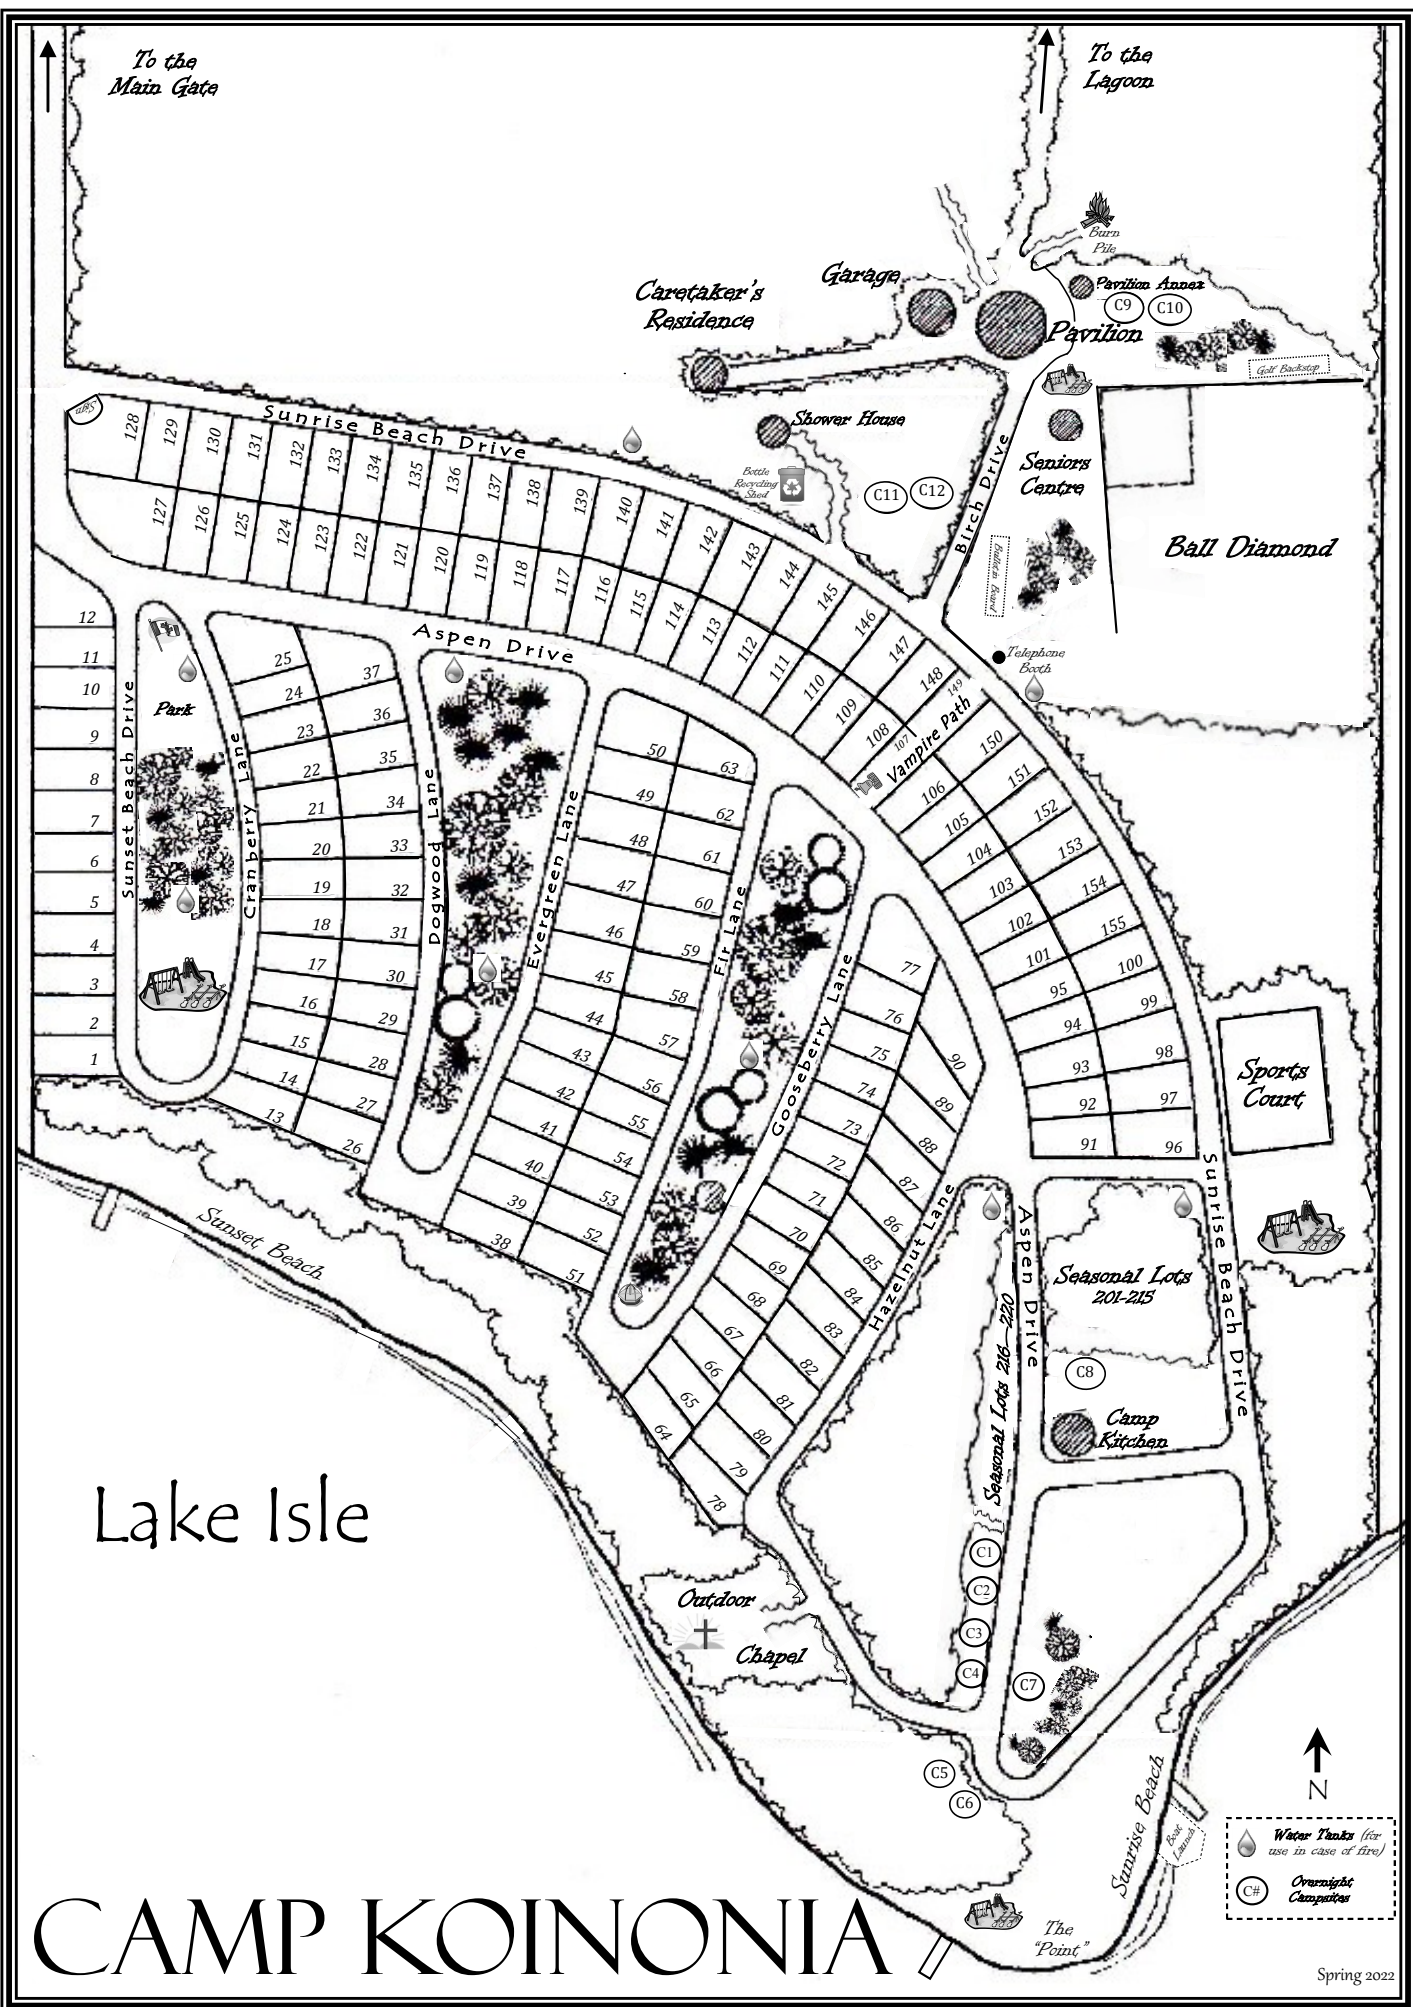 To the
Main Gate
To the
Lagoon
Burn
Pile
Garage
Pavilion Annex
C9
C10
Caretaker's
Residence
Pavilion
Golf Backstop
Sign
Sunrise Beach Drive
Shower House
Bottle
Recycling
Shed
C11
C12
Birch Drive
Seniors
Centre
Bulletin Board
Ball Diamond
Telephone
Booth
128
129
130
131
132
133
134
135
136
137
138
139
140
141
142
143
144
145
146
147
148
149
127
126
125
124
123
122
121
120
119
118
117
116
115
114
113
112
111
110
109
108
107
Vampire Path
Aspen Drive
150
151
152
153
154
155
100
99
98
97
96
106
105
104
103
102
101
95
94
93
92
91
12
11
10
9
8
7
6
5
4
3
2
1
Sunset Beach Drive
Park
Cranberry Lane
25
24
23
22
21
20
19
18
17
16
15
14
13
37
36
35
34
33
32
31
30
29
28
27
26
Dogwood Lane
Evergreen Lane
50
49
48
47
46
45
44
43
42
41
40
39
38
63
62
61
60
59
58
57
56
55
54
53
52
51
Fir Lane
Gooseberry Lane
77
76
75
74
73
72
71
70
69
68
67
66
65
64
90
89
88
87
86
85
84
83
82
81
80
79
78
Hazelnut Lane
Sports
Court
Sunrise Beach Drive
Aspen Drive
Seasonal Lots
201-215
Seasonal Lots 216-220
C8
Camp
Kitchen
Sunset Beach
Lake Isle
C1
C2
C3
C4
C7
Outdoor
Chapel
C5
C6
Sunrise Beach
Boat
Launch
The
"Point"
N
Water Tanks (for
use in case of fire)
C#
Overnight
Campsites
CAMP KOINONIA
Spring 2022